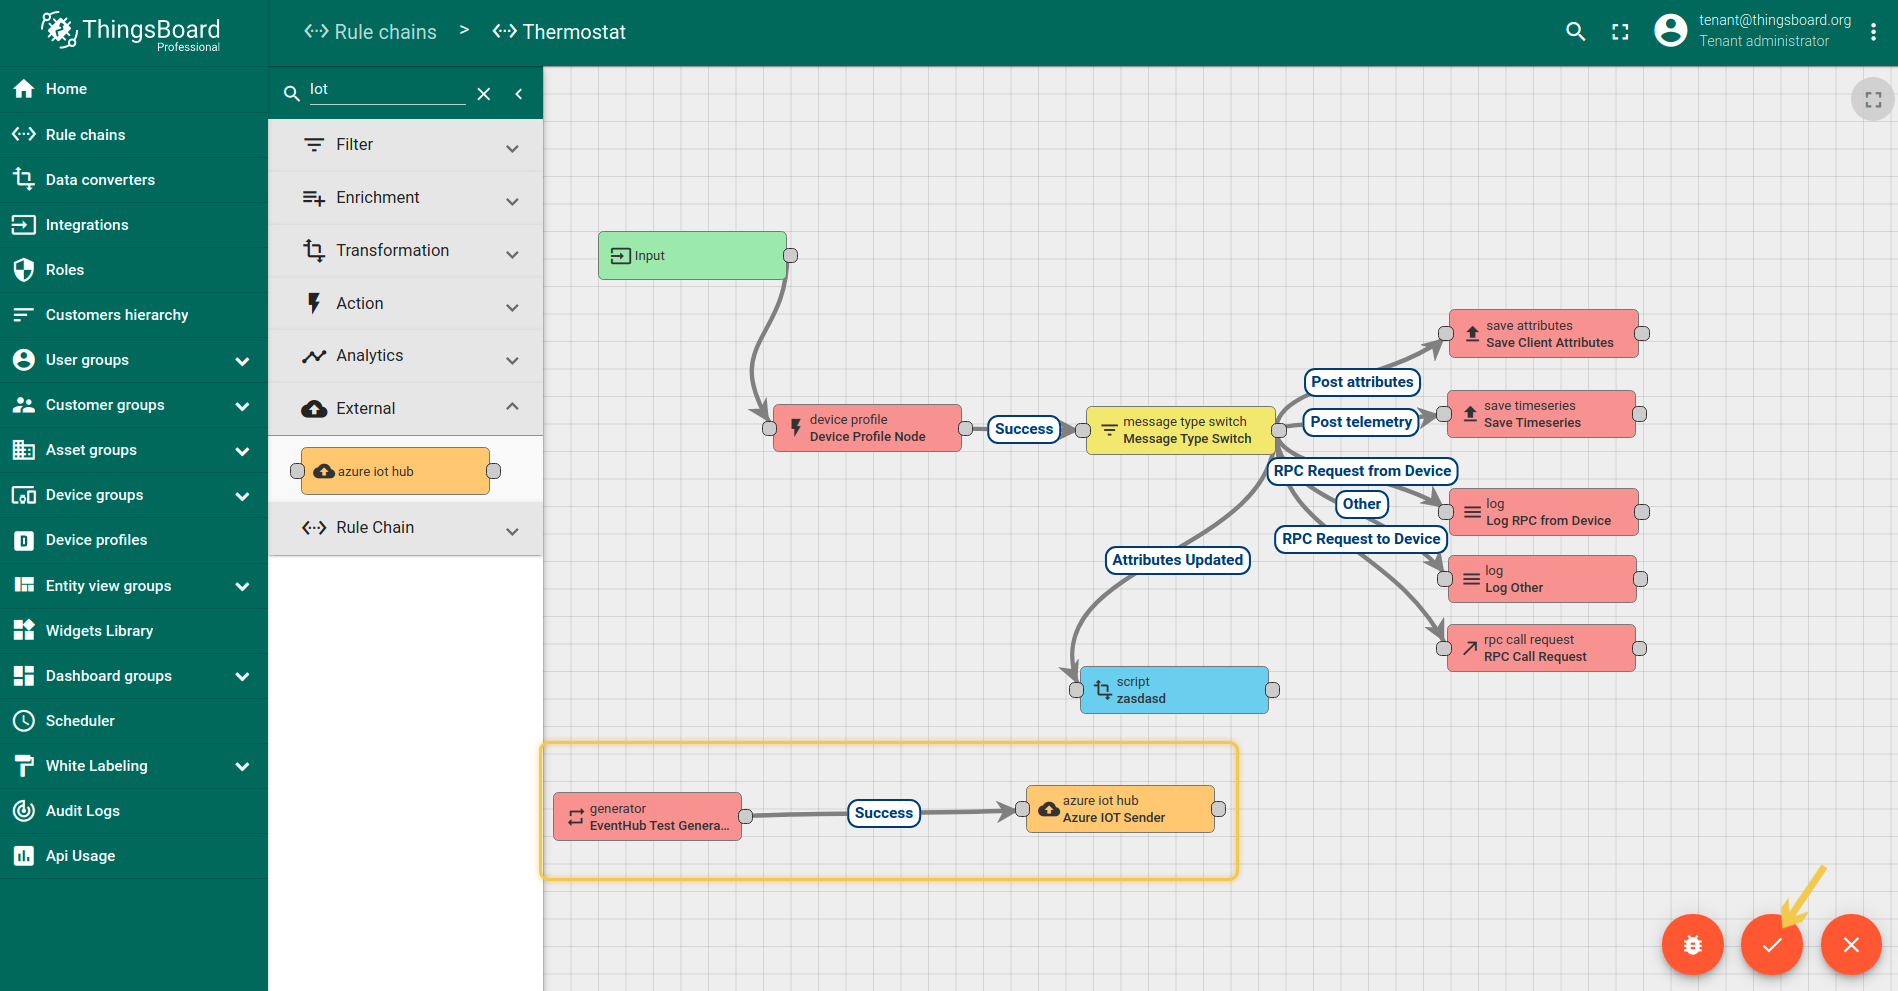 ThingsBoard
Professional
Rule chains > Thermostat
tenant@thingsboard.org
Tenant administrator
Home
Rule chains
Data converters
Integrations
Roles
Customers hierarchy
User groups
Customer groups
Asset groups
Device groups
Device profiles
Entity view groups
Widgets Library
Dashboard groups
Scheduler
White Labeling
Audit Logs
Api Usage
Iot
Filter
Enrichment
Transformation
Action
Analytics
External
azure iot hub
Rule Chain
Input
device profile
Device Profile Node
Success
message type switch
Message Type Switch
Post attributes
Post telemetry
RPC Request from Device
Other
RPC Request to Device
Attributes Updated
save attributes
Save Client Attributes
save timeseries
Save Timeseries
log
Log RPC from Device
log
Log Other
rpc call request
RPC Call Request
script
zasdasd
generator
EventHub Test Genera...
Success
azure iot hub
Azure IOT Sender